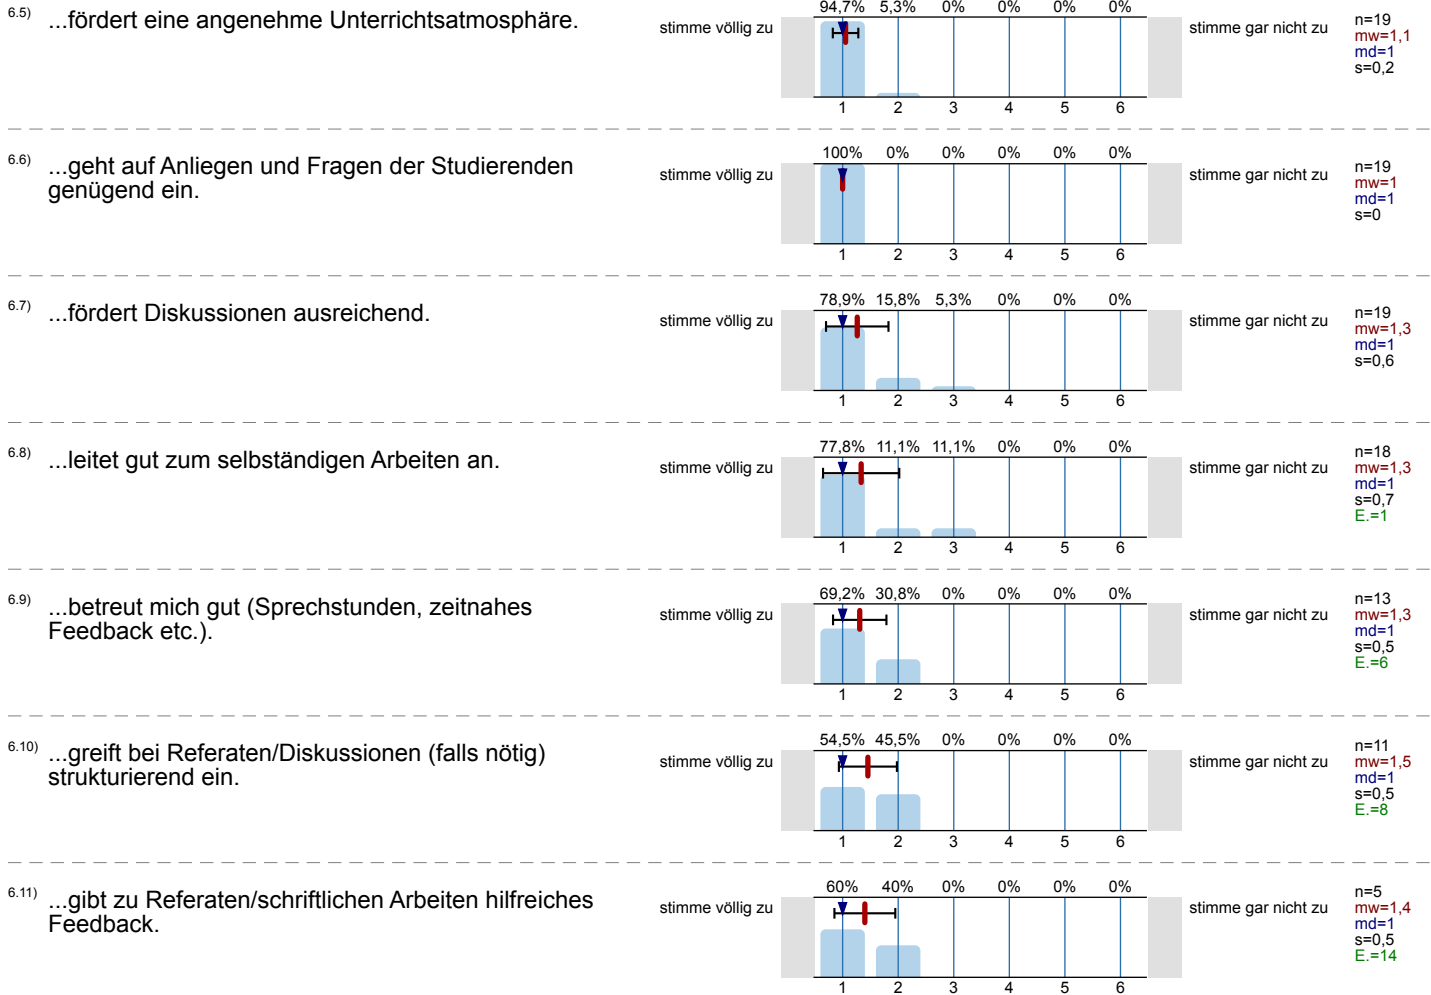 6.5) ...fördert eine angenehme Unterrichtsatmosphäre.
stimme völlig zu
94,7% 5,3% 0% 0% 0% 0%
1 2 3 4 5 6
stimme gar nicht zu
n=19
mw=1,1
md=1
s=0,2
6.6) ...geht auf Anliegen und Fragen der Studierenden
genügend ein.
stimme völlig zu
100% 0% 0% 0% 0% 0%
1 2 3 4 5 6
stimme gar nicht zu
n=19
mw=1
md=1
s=0
6.7) ...fördert Diskussionen ausreichend.
stimme völlig zu
78,9% 15,8% 5,3% 0% 0% 0%
1 2 3 4 5 6
stimme gar nicht zu
n=19
mw=1,3
md=1
s=0,6
6.8) ...leitet gut zum selbständigen Arbeiten an.
stimme völlig zu
77,8% 11,1% 11,1% 0% 0% 0%
1 2 3 4 5 6
stimme gar nicht zu
n=18
mw=1,3
md=1
s=0,7
E.=1
6.9) ...betreut mich gut (Sprechstunden, zeitnahes
Feedback etc.).
stimme völlig zu
69,2% 30,8% 0% 0% 0% 0%
1 2 3 4 5 6
stimme gar nicht zu
n=13
mw=1,3
md=1
s=0,5
E.=6
6.10) ...greift bei Referaten/Diskussionen (falls nötig)
strukturierend ein.
stimme völlig zu
54,5% 45,5% 0% 0% 0% 0%
1 2 3 4 5 6
stimme gar nicht zu
n=11
mw=1,5
md=1
s=0,5
E.=8
6.11) ...gibt zu Referaten/schriftlichen Arbeiten hilfreiches
Feedback.
stimme völlig zu
60% 40% 0% 0% 0% 0%
1 2 3 4 5 6
stimme gar nicht zu
n=5
mw=1,4
md=1
s=0,5
E.=14